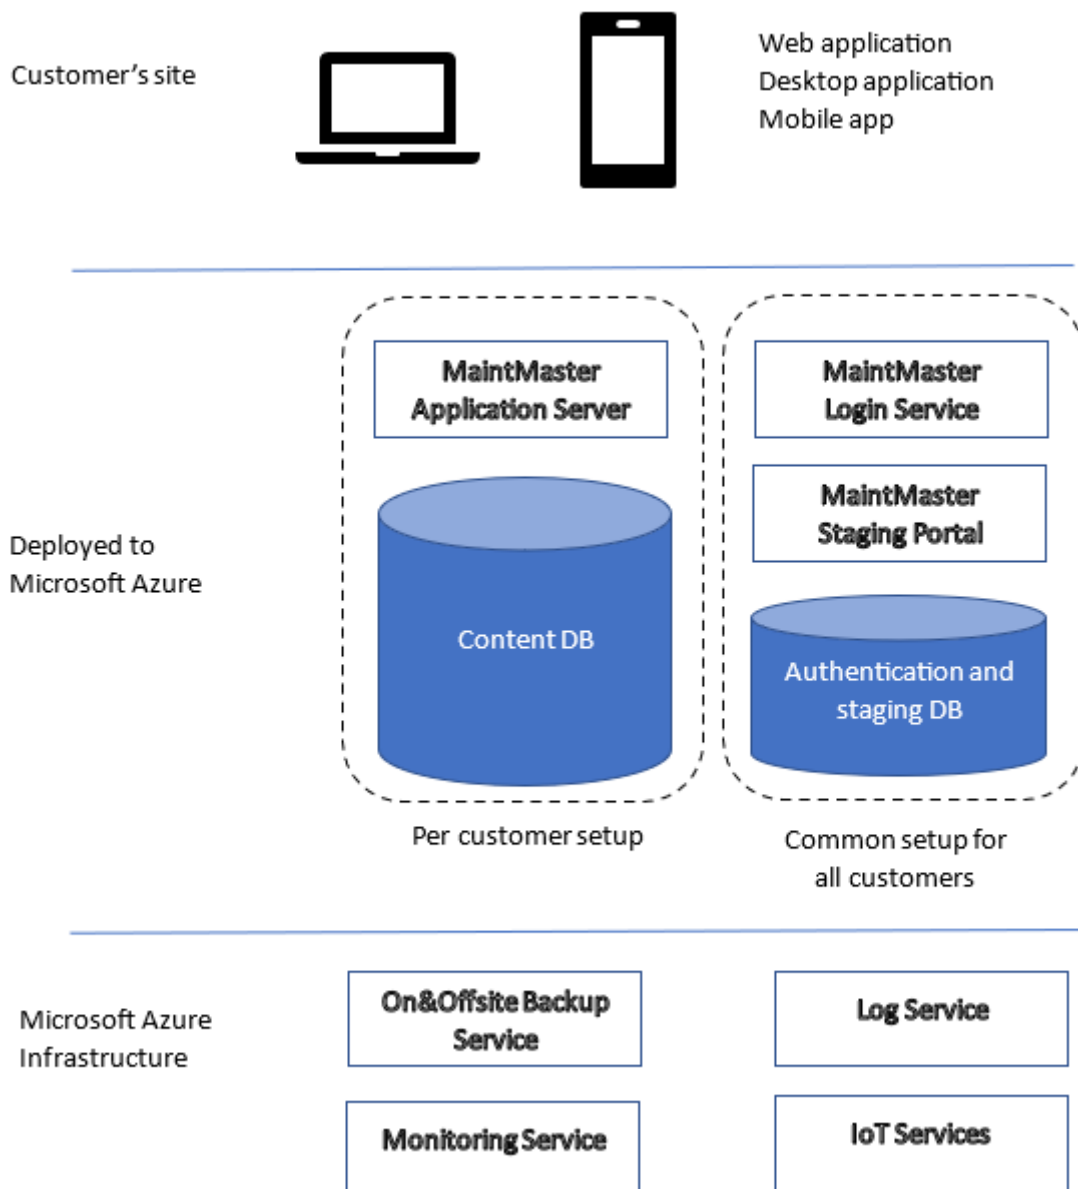 Customer's site
Web application
Desktop application
Mobile app
MaintMaster
Application Server
MaintMaster
Login Service
MaintMaster
Staging Portal
Deployed to
Microsoft Azure
Content DB
Authentication and
staging DB
Per customer setup
Common setup for
all customers
Microsoft Azure
Infrastructure
On&Offsite Backup
Service
Log Service
Monitoring Service
IoT Services